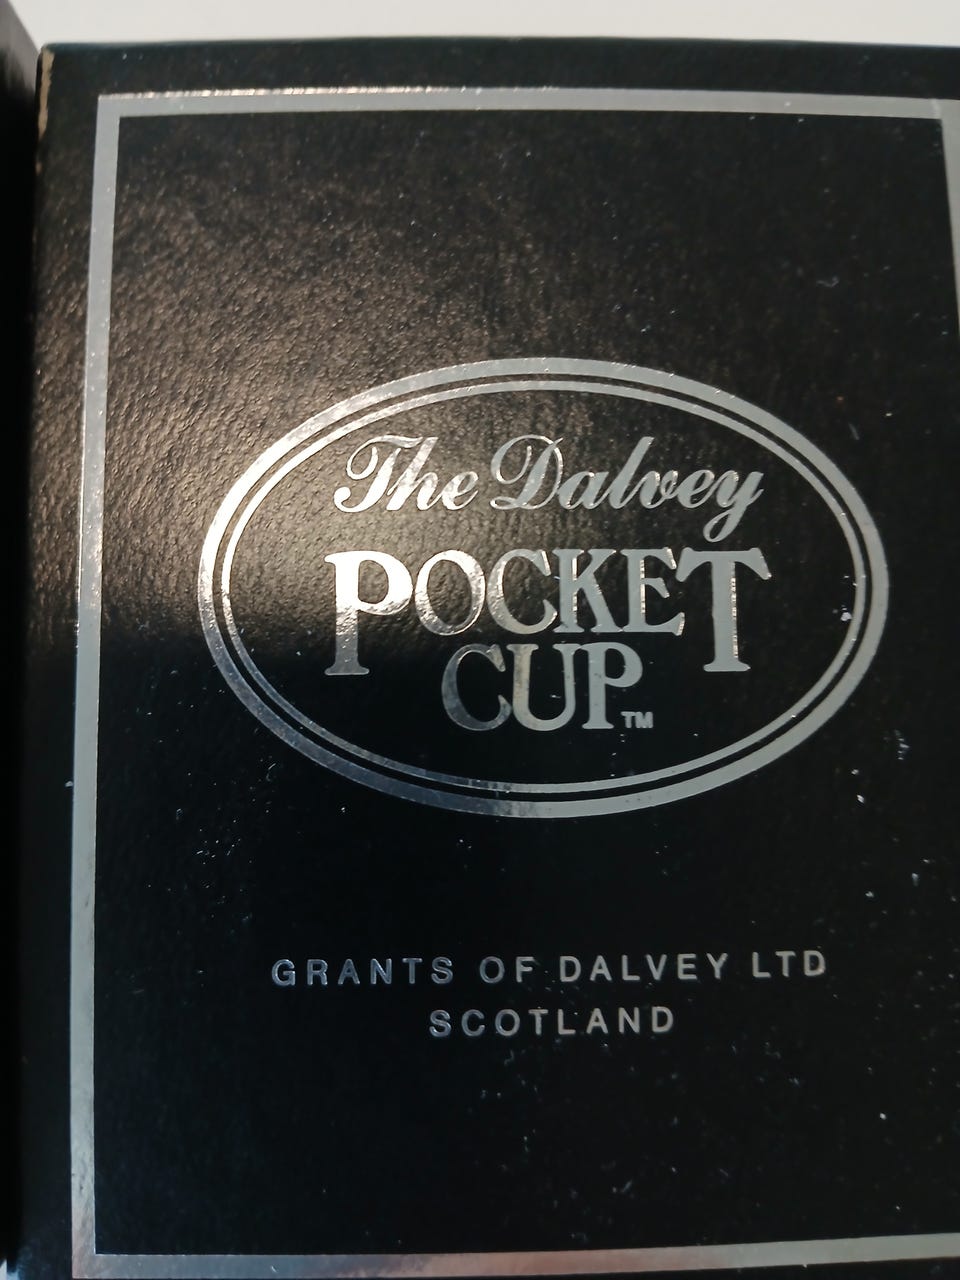 The Dalvey
POCKET
CUP™
GRANTS OF DALVEY LTD
SCOTLAND